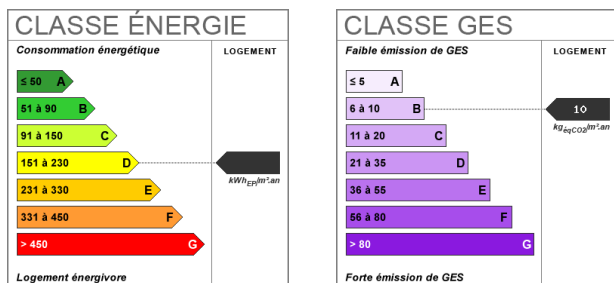 CLASSE ÉNERGIE
Consommation énergétique
LOGEMENT
≤ 50 A
51 à 90 B
91 à 150 C
151 à 230 D
231 à 330 E
331 à 450 F
> 450 G
kWhEP/m².an
Logement énergivore
CLASSE GES
Faible émission de GES
LOGEMENT
≤ 5 A
6 à 10 B
11 à 20 C
21 à 35 D
36 à 55 E
56 à 80 F
> 80 G
10
kgéqCO2/m².an
Forte émission de GES